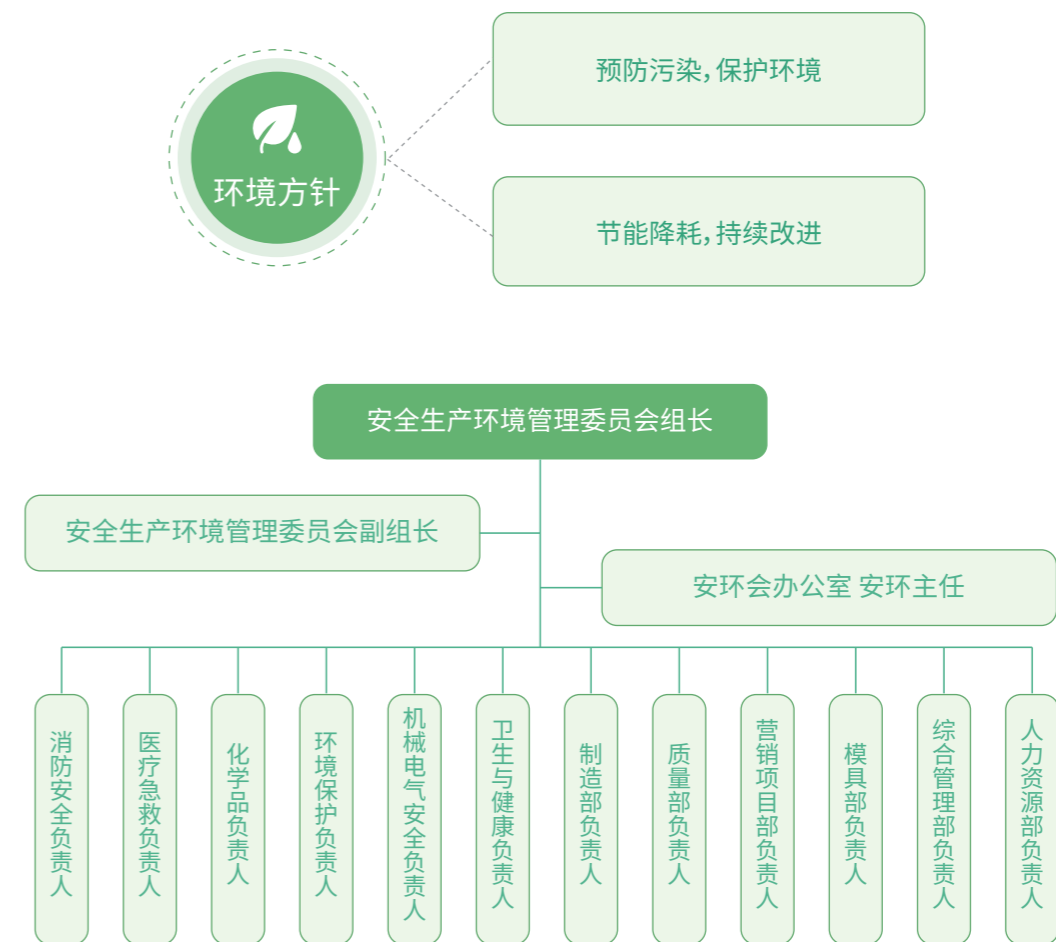 环境方针
预防污染，保护环境
节能降耗，持续改进
安全生产环境管理委员会组长
安全生产环境管理委员会副组长
安环会办公室 安环主任
消防安全负责人
医疗急救负责人
化学品负责人
环境保护负责人
机械电气安全负责人
卫生与健康负责人
制造部负责人
质量部负责人
营销项目部负责人
模具部负责人
综合管理部负责人
人力资源部负责人